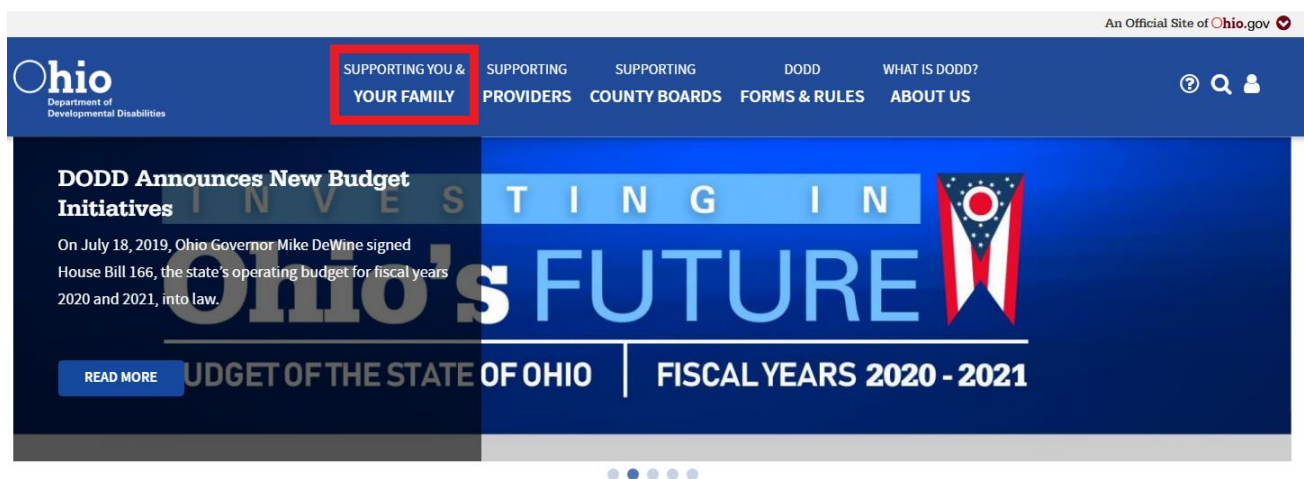 An Official Site of Ohio.gov
Ohio
Department of
Developmental Disabilities
SUPPORTING YOU &
YOUR FAMILY
SUPPORTING
PROVIDERS
SUPPORTING
COUNTY BOARDS
DODD
FORMS & RULES
WHAT IS DODD?
ABOUT US
DODD Announces New Budget
Initiatives
On July 18, 2019, Ohio Governor Mike DeWine signed
House Bill 166, the state's operating budget for fiscal years
2020 and 2021, into law.
READ MORE
INVESTING IN
Ohio's FUTURE
UDGET OF THE STATE OF OHIO
FISCAL YEARS 2020 - 2021